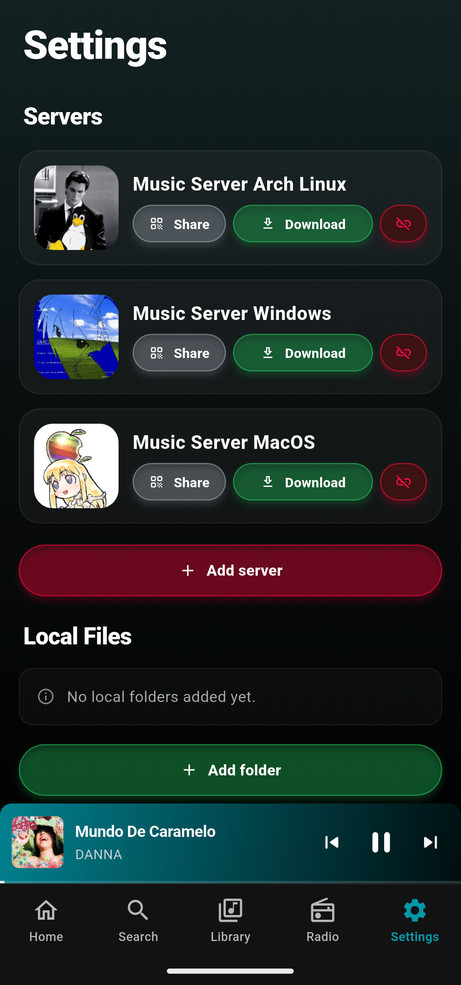 Settings
Servers
Music Server Arch Linux
Share
Download
Music Server Windows
Share
Download
Music Server MacOS
Share
Download
+ Add server
Local Files
No local folders added yet.
+ Add folder
Mundo De Caramelo
DANNA
Home
Search
Library
Radio
Settings